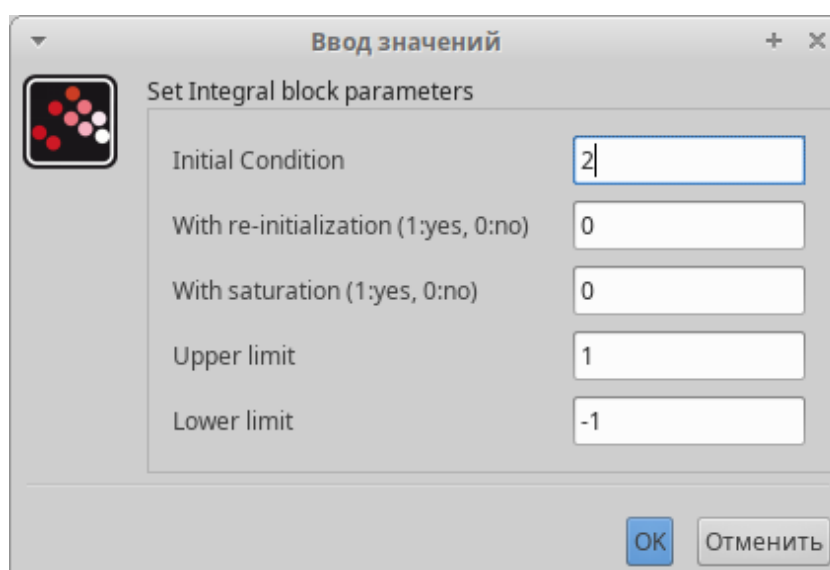 Ввод значений
Set Integral block parameters
Initial Condition 2
With re-initialization (1:yes, 0:no) 0
With saturation (1:yes, 0:no) 0
Upper limit 1
Lower limit -1
OK Отменить